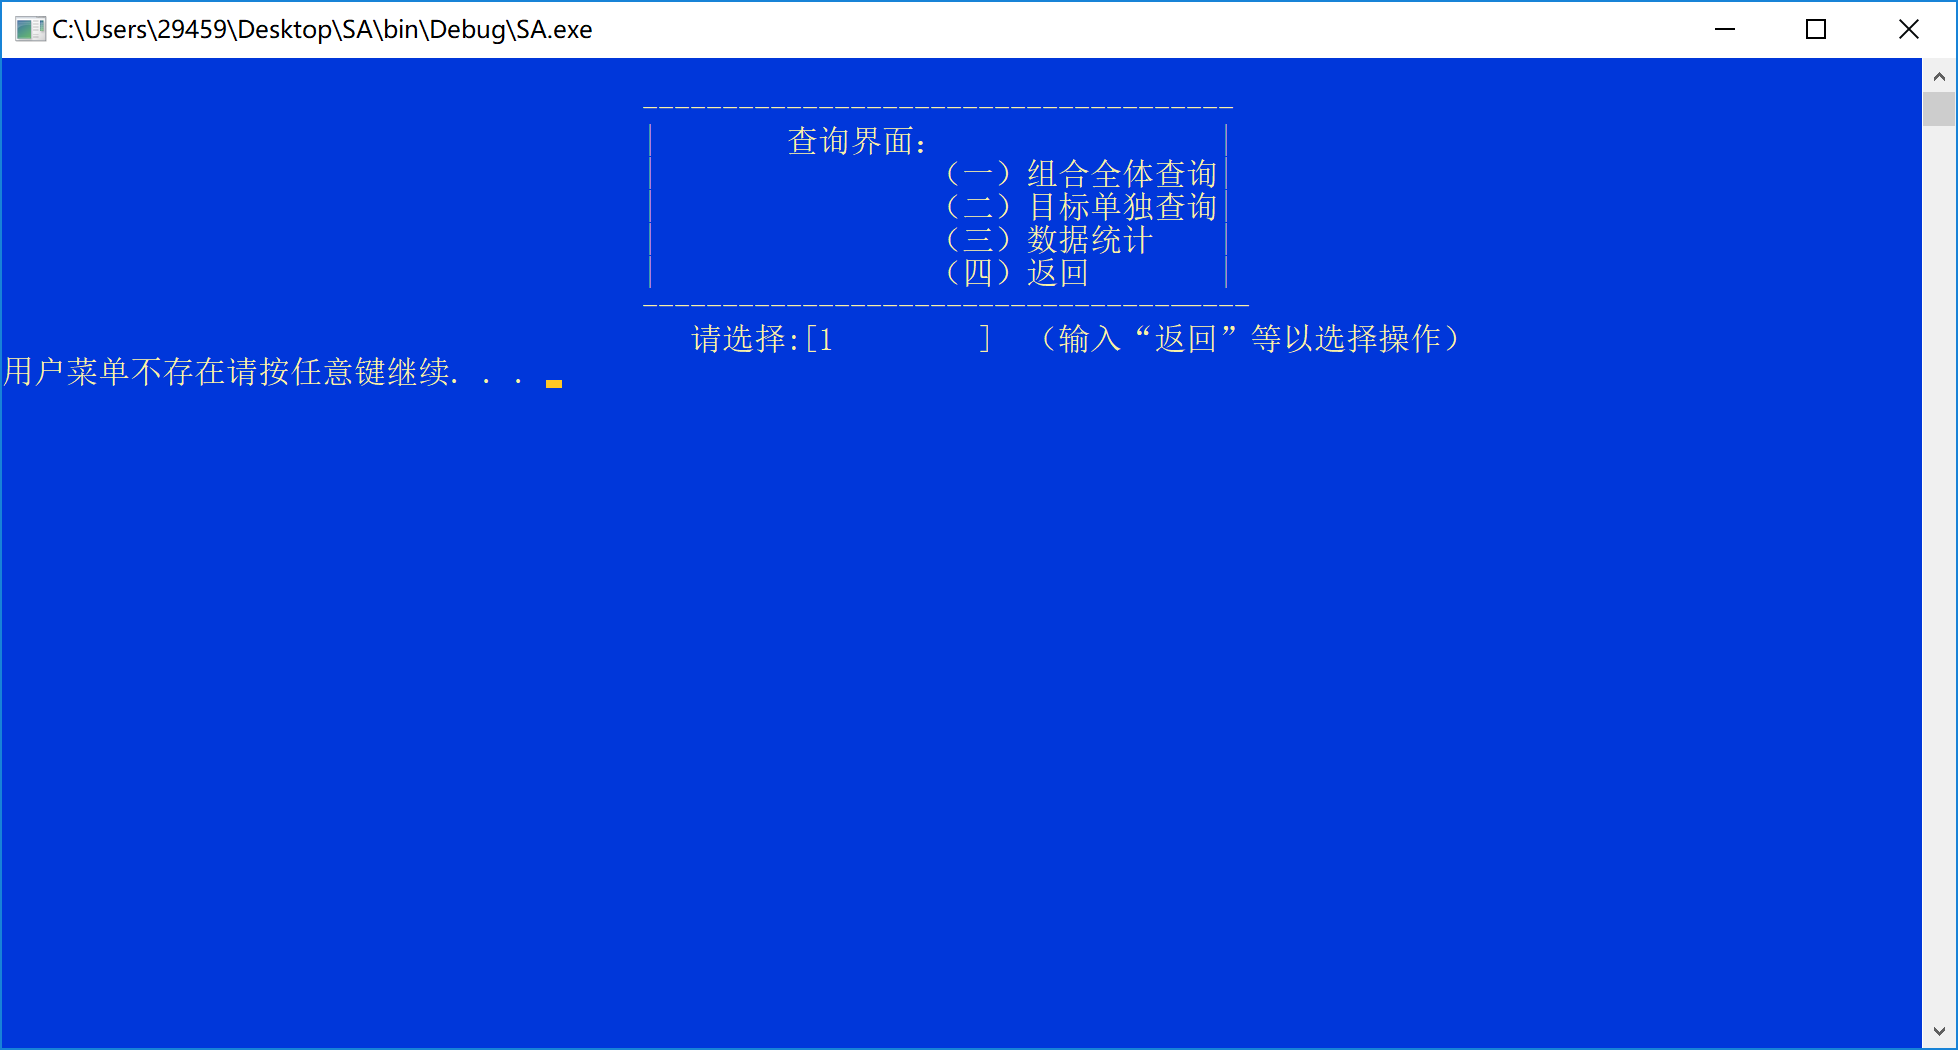 C:\Users\29459\Desktop\SA\bin\Debug\SA.exe
-------------------------------------
| 查询界面： |
| （一）组合全体查询|
| （二）目标单独查询|
| （三）数据统计 |
| （四）返回 |
--------------------------------------
请选择:[1 ] （输入“返回”等以选择操作）
用户菜单不存在请按任意键继续. . .